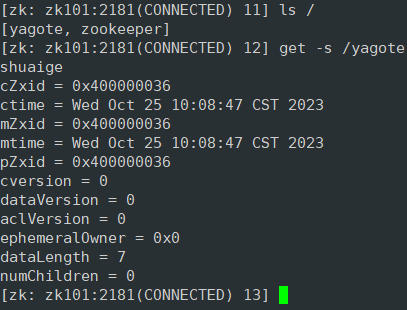 [zk: zk101:2181(CONNECTED) 11] ls /
[yagote, zookeeper]
[zk: zk101:2181(CONNECTED) 12] get -s /yagote
shuaige
cZxid = 0x400000036
ctime = Wed Oct 25 10:08:47 CST 2023
mZxid = 0x400000036
mtime = Wed Oct 25 10:08:47 CST 2023
pZxid = 0x400000036
cversion = 0
dataVersion = 0
aclVersion = 0
ephemeralOwner = 0x0
dataLength = 7
numChildren = 0
[zk: zk101:2181(CONNECTED) 13]